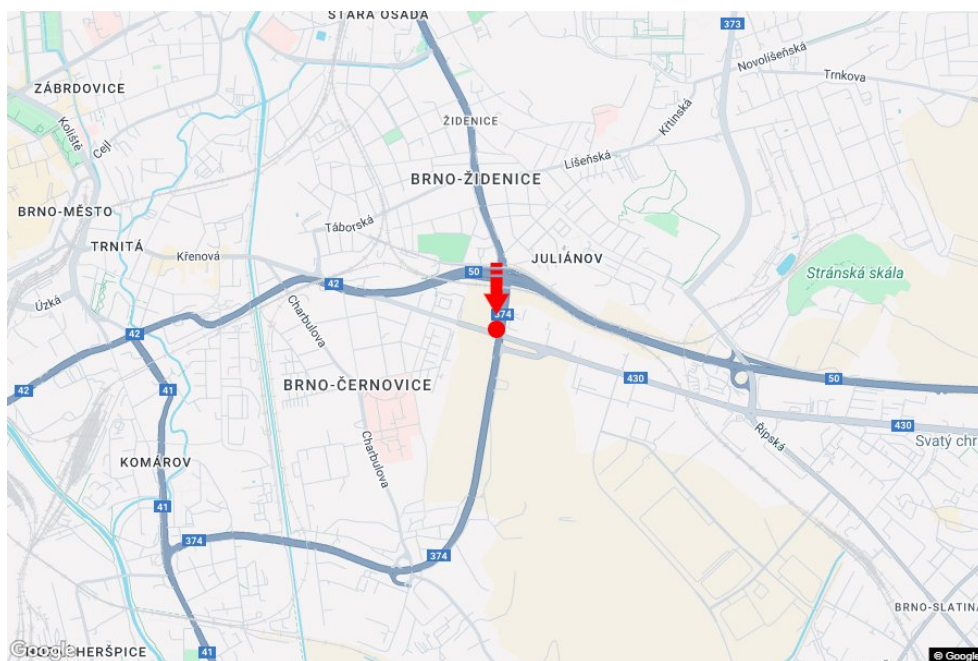 STARÁ OSADA
373
Novolíšeňská
Trnkova
ZÁBRDOVICE
Koliště
Cejl
ŽIDENICE
Křtinská
Líšeňská
BRNO-ŽIDENICE
BRNO-MĚSTO
Táborská
TRNITÁ
Křenová
JULIÁNOV
Stránská skála
50
42
Úzká
Charbulova
374
42
BRNO-ČERNOVICE
430
50
42
41
430
Svatý chr
Řipská
Charbulova
KOMÁROV
41
374
374
BRNO-SLATINA
HERŠPICE
41
Google
© Google